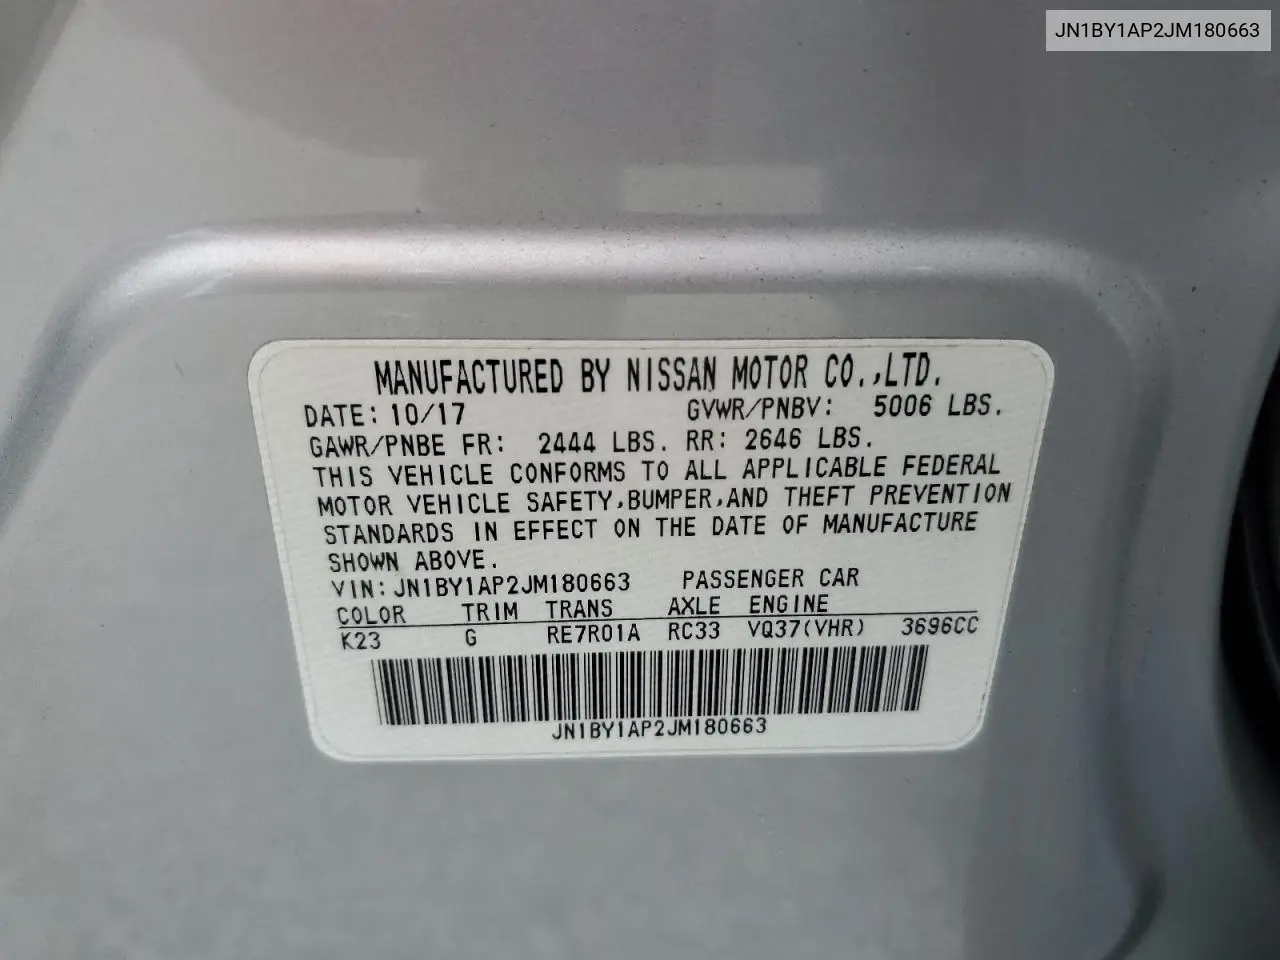 JN1BY1AP2JM180663
MANUFACTURED BY NISSAN MOTOR CO.,LTD.
DATE: 10/17 GVWR/PNBV: 5006 LBS.
GAWR/PNBE FR: 2444 LBS. RR: 2646 LBS.
THIS VEHICLE CONFORMS TO ALL APPLICABLE FEDERAL
MOTOR VEHICLE SAFETY,BUMPER,AND THEFT PREVENTION
STANDARDS IN EFFECT ON THE DATE OF MANUFACTURE
SHOWN ABOVE.
VIN: JN1BY1AP2JM180663 PASSENGER CAR
COLOR TRIM TRANS AXLE ENGINE
K23 G RE7R01A RC33 VQ37(VHR) 3696CC
JN1BY1AP2JM180663